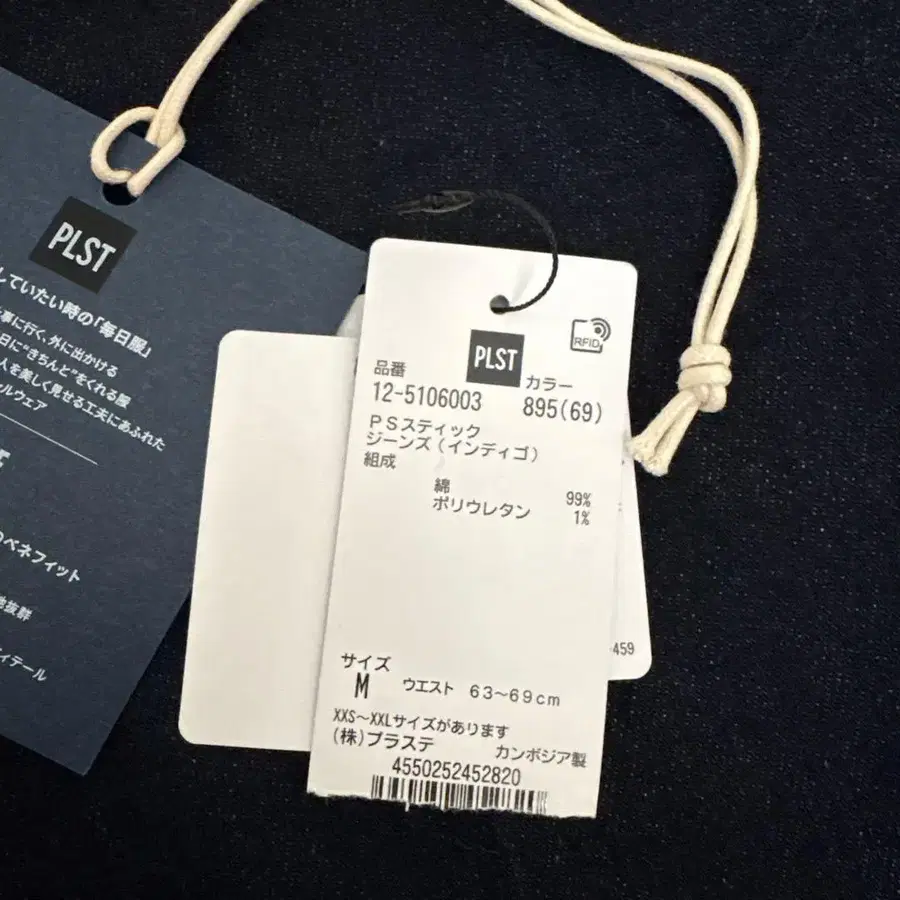 PLST
していたい時の「毎日服」
事に行く、外に出かける
日に“きちんと”をくれる服
人を美しく見せる工夫にあふれた
ルウェア
ベネフィット
抜群
ィテール
PLST
RFID
品番 カラー
12-5106003 895(69)
PSスティック
ジーンズ(インディゴ)
組成
綿 99%
ポリウレタン 1%
サイズ
M ウエスト 63~69cm
XXS~XXLサイズがあります
(株)プラステ カンボジア製
4550252452820
-459